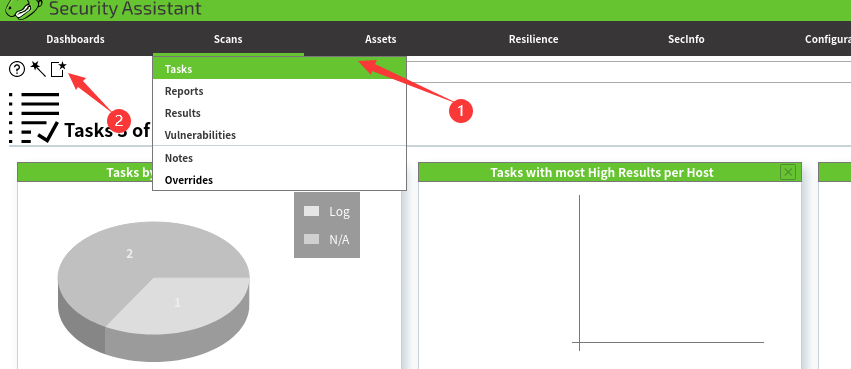 Security Assistant
Dashboards Scans Assets Resilience SecInfo Configura
Tasks
Reports
Results
Vulnerabilities
Notes
Overrides
1
2
Tasks 3 of
Tasks by
Tasks with most High Results per Host
Log
N/A
2
1